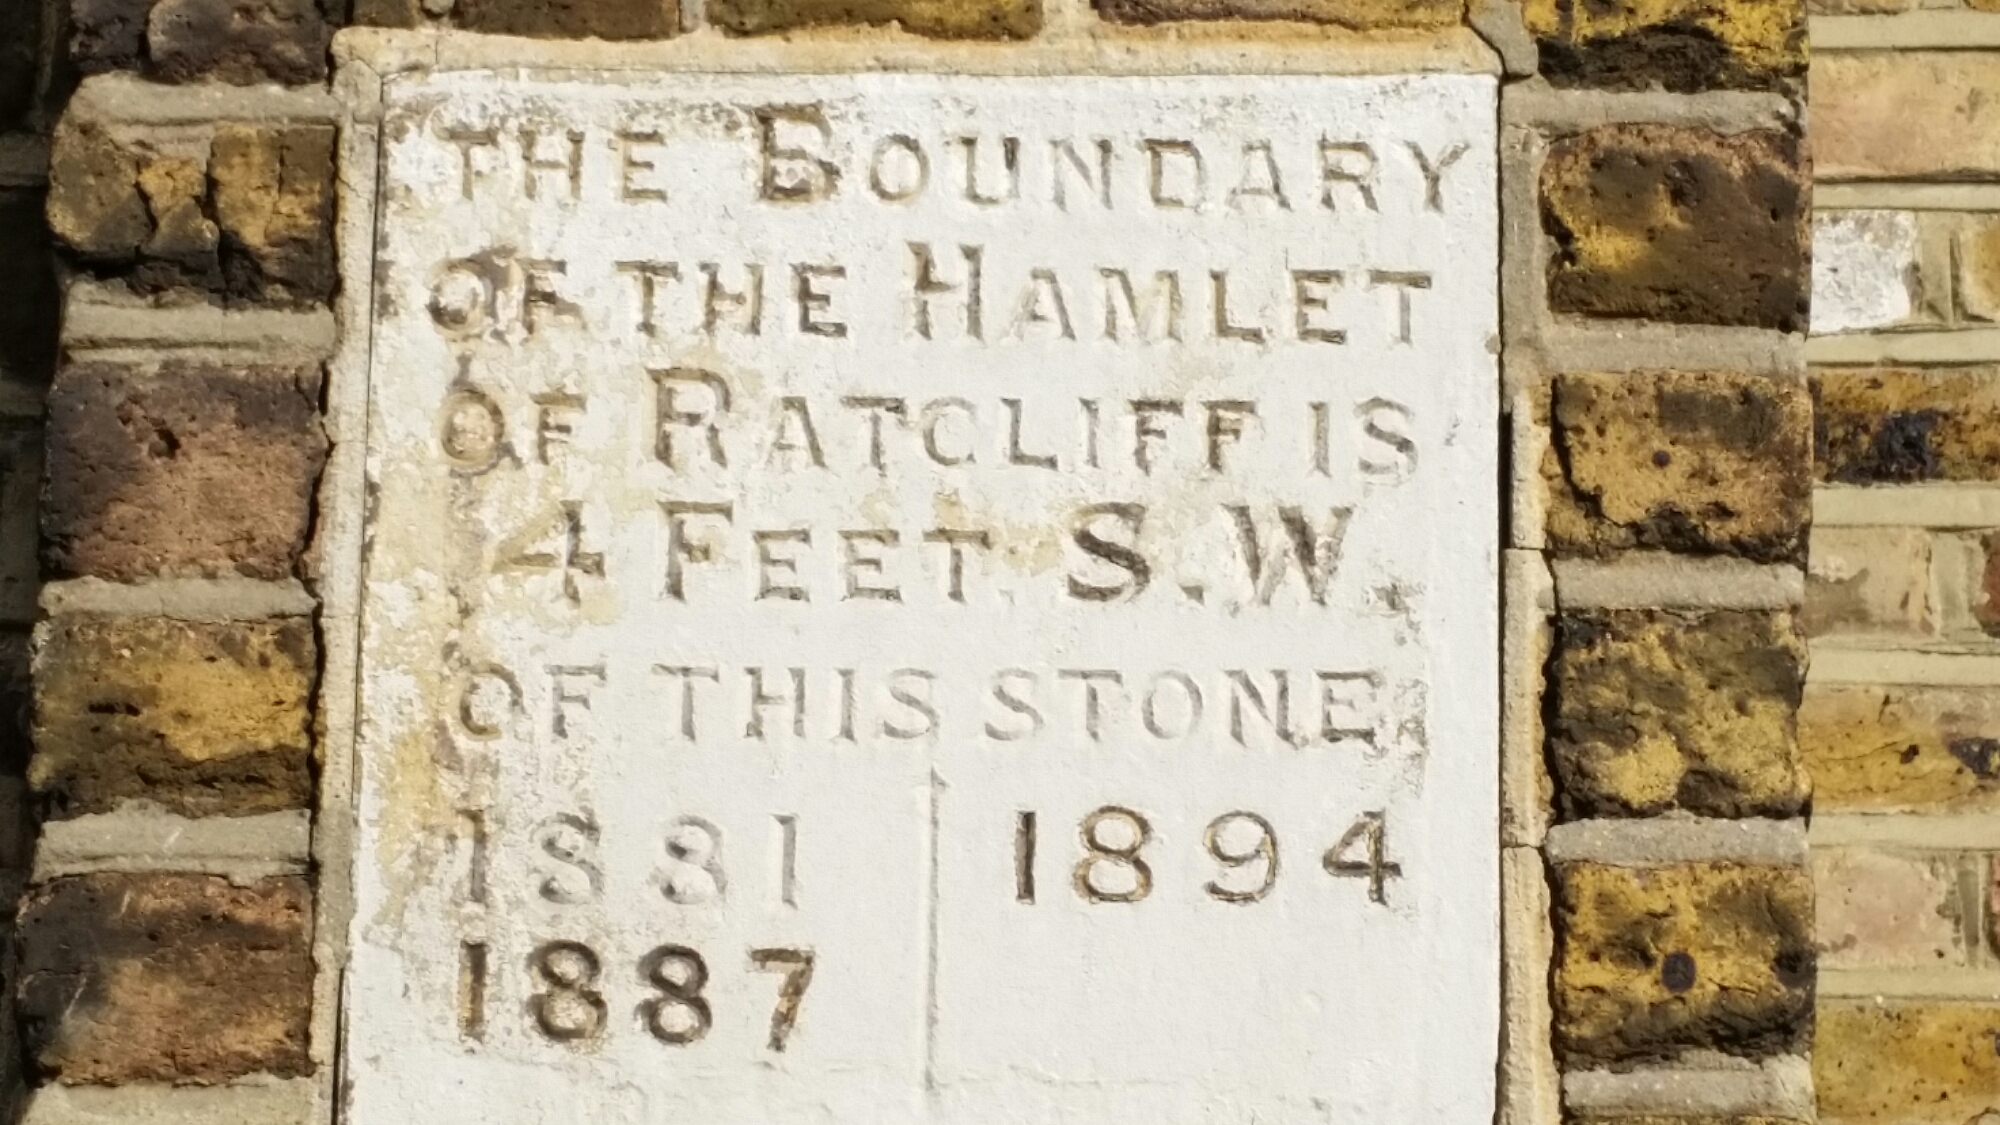 THE BOUNDARY
OF THE HAMLET
OF RATCLIFF IS
4 FEET S.W.
OF THIS STONE
1881 1894
1887